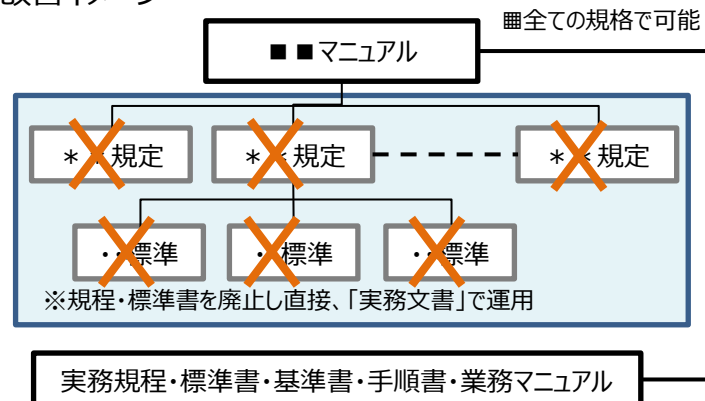 𝍖全ての規格で可能
■ ■マニュアル
＊＊規定
＊＊規定
＊＊規定
・・標準
・・標準
・・標準
※規程・標準書を廃止し直接、「実務文書」で運用
実務規程・標準書・基準書・手順書・業務マニュアル